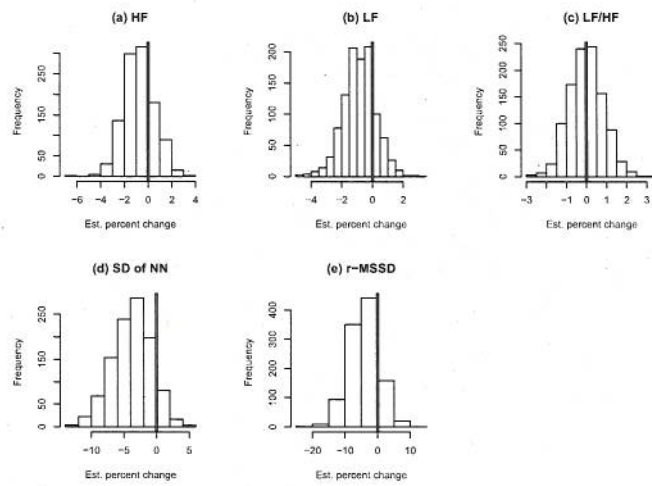 (a) HF
Frequency
0 50 150 250
-6 -4 -2 0 2 4
Est. percent change
(b) LF
Frequency
0 50 100 150 200
-4 -2 0 2
Est. percent change
(c) LF/HF
Frequency
0 50 100 150 200
-3 -1 0 1 2 3
Est. percent change
(d) SD of NN
Frequency
0 50 150 250
-10 -5 0 5
Est. percent change
(e) r-MSSD
Frequency
0 100 200 300 400
-20 -10 0 10
Est. percent change